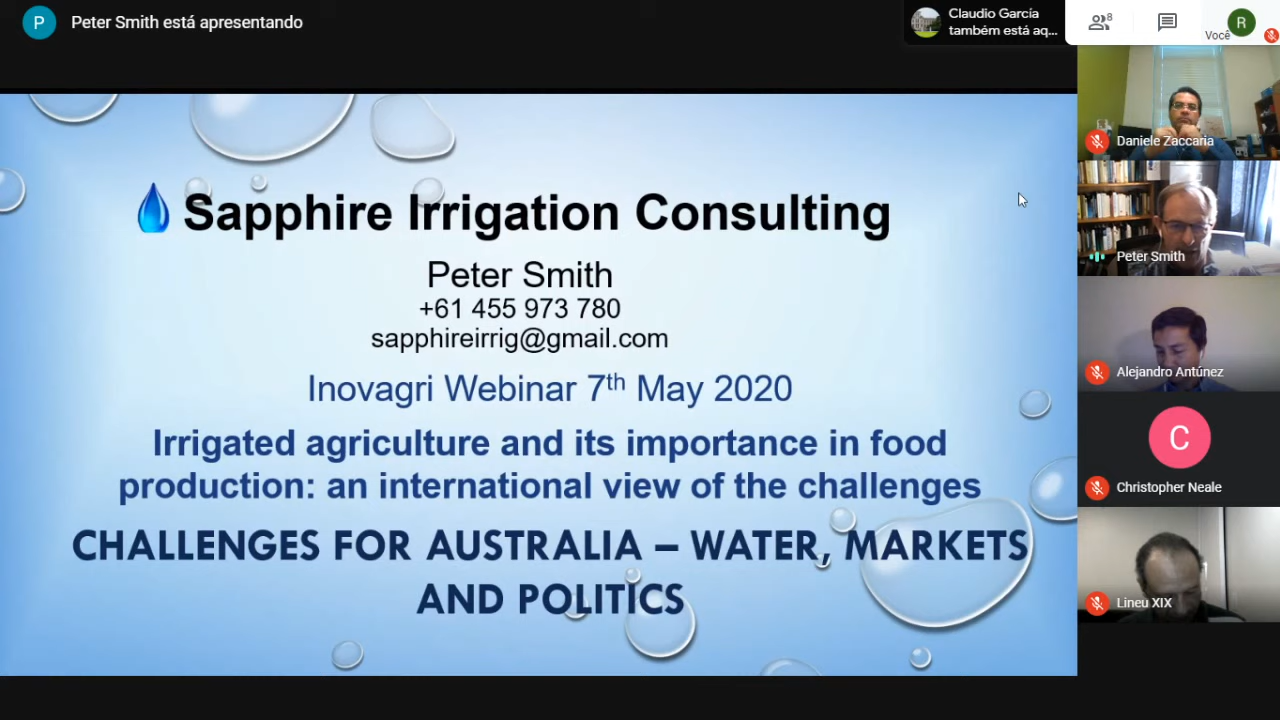 P Peter Smith está apresentando
Claudio García
também está aq...
8
Você
R
Sapphire Irrigation Consulting
Peter Smith
+61 455 973 780
sapphireirrig@gmail.com
Inovagri Webinar 7th May 2020
Irrigated agriculture and its importance in food
production: an international view of the challenges
CHALLENGES FOR AUSTRALIA – WATER, MARKETS
AND POLITICS
Daniele Zaccaria
Peter Smith
Alejandro Antúnez
C
Christopher Neale
Lineu XIX